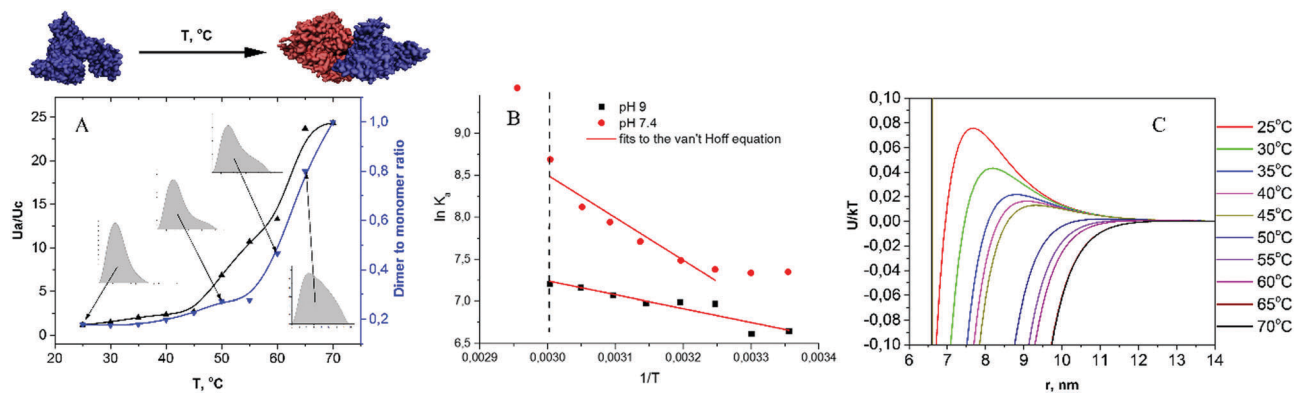 T, °C
A
Ua/Uc
25
20
15
10
5
0
20 30 40 50 60 70 80
T, °C
1,0
0,8
0,6
0,4
0,2
Dimer to monomer ratio
B
pH 9
pH 7.4
fits to the van't Hoff equation
ln Ka
9,0
8,5
8,0
7,5
7,0
6,5
6,0
0,0029 0,0030 0,0031 0,0032 0,0033 0,0034
1/T
C
U/kT
0,10
0,08
0,06
0,04
0,02
0,00
-0,02
-0,04
-0,06
-0,08
-0,10
6 7 8 9 10 11 12 13 14
r, nm
25°C
30°C
35°C
40°C
45°C
50°C
55°C
60°C
65°C
70°C